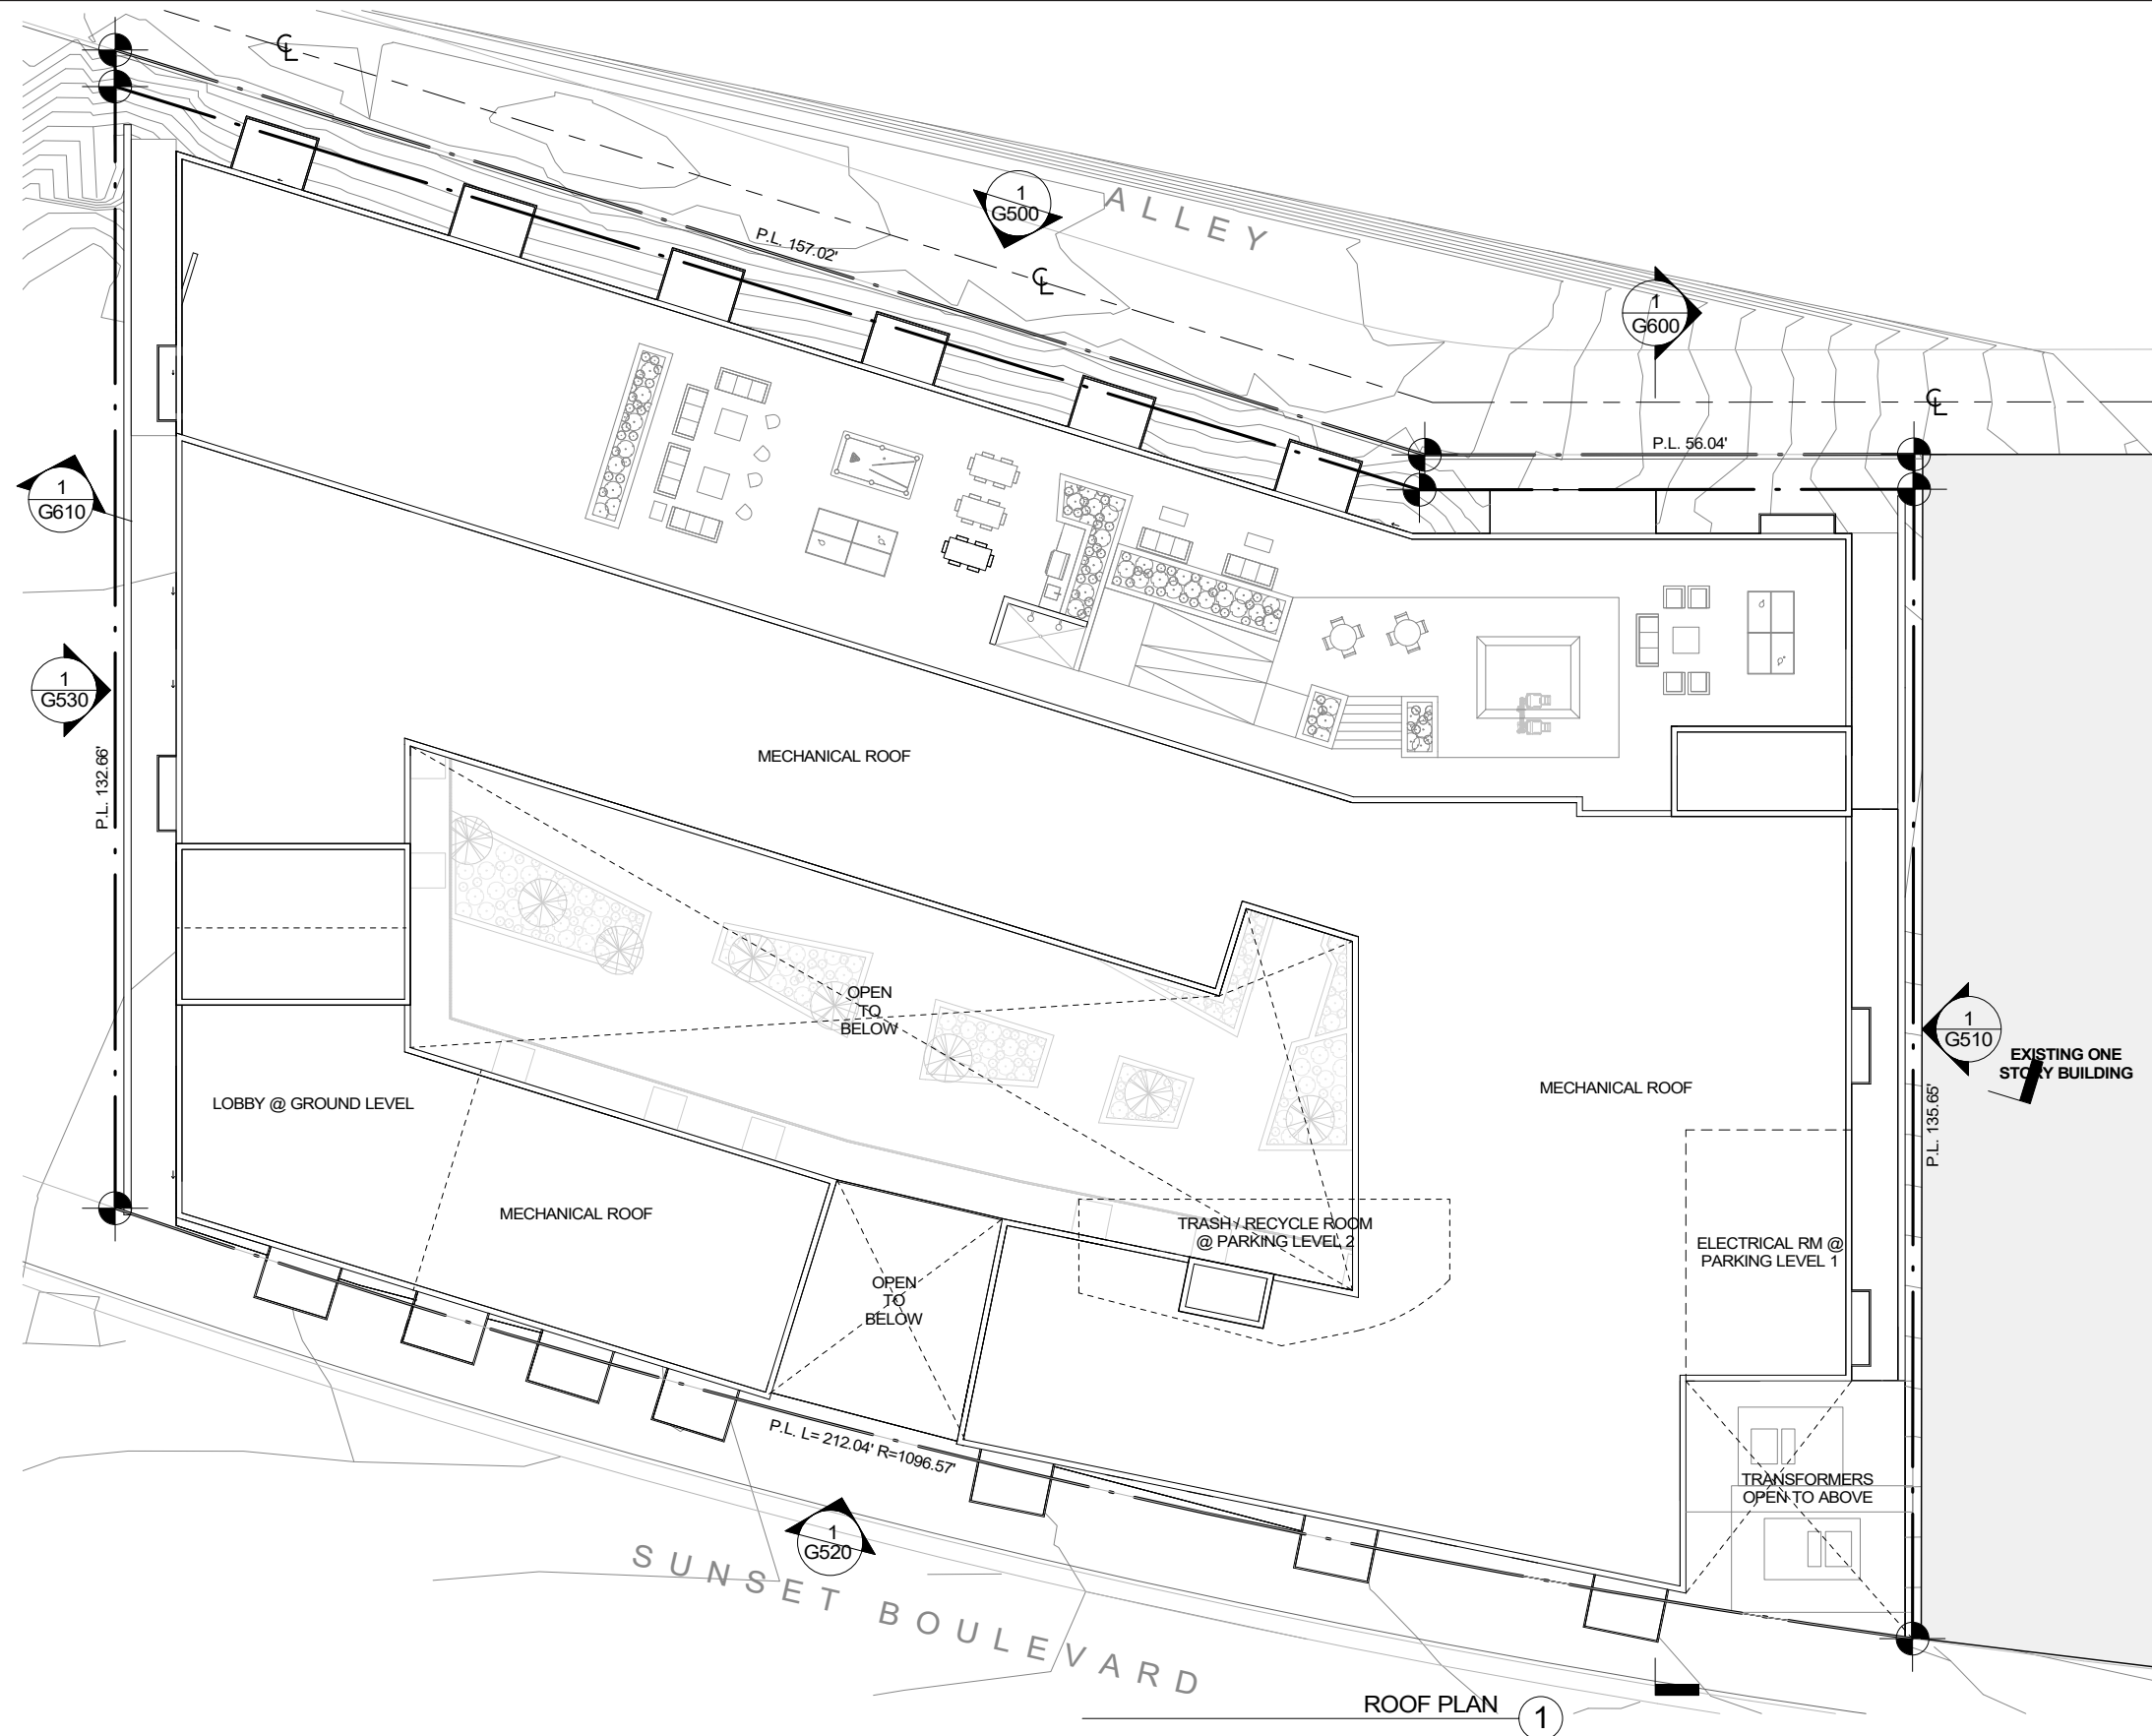 ℄
1
G500
ALLEY
P.L. 157.02'
℄
1
G600
℄
P.L. 56.04'
1
G610
1
G530
P.L. 132.66'
MECHANICAL ROOF
OPEN
TO
BELOW
1
G510
EXISTING ONE
STORY BUILDING
P.L. 135.65'
MECHANICAL ROOF
LOBBY @ GROUND LEVEL
MECHANICAL ROOF
TRASH / RECYCLE ROOM
@ PARKING LEVEL 2
ELECTRICAL RM @
PARKING LEVEL 1
OPEN
TO
BELOW
P.L. L= 212.04' R=1096.57'
TRANSFORMERS
OPEN TO ABOVE
1
G520
SUNSET BOULEVARD
ROOF PLAN
1